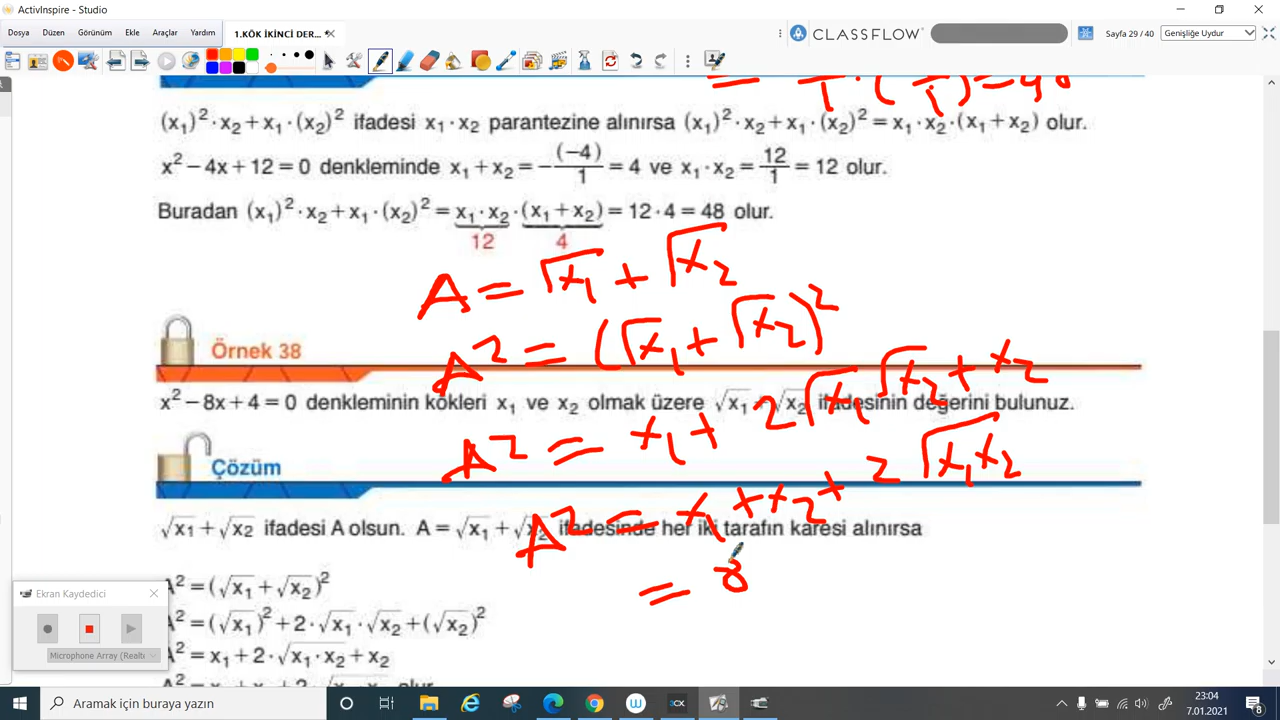 ActivInspire - Studio
Dosya Düzen Görünüm Ekle Araçlar Yardım
1.KÖK İKİNCİ DER...
CLASSFLOW
Sayfa 29 / 40
Genişliğe Uydur
(x₁)² · x₂ + x₁ · (x₂)² ifadesi x₁ · x₂ parantezine alınırsa (x₁)² · x₂ + x₁ · (x₂)² = x₁ · x₂ · (x₁ + x₂) olur.
x² − 4x + 12 = 0 denkleminde x₁ + x₂ = − (−4)/1 = 4 ve x₁ · x₂ = 12/1 = 12 olur.
Buradan (x₁)² · x₂ + x₁ · (x₂)² = x₁ · x₂ · (x₁ + x₂) = 12 · 4 = 48 olur.
12 4
A = √x₁ + √x₂
A² = (√x₁ + √x₂)²
Örnek 38
x² − 8x + 4 = 0 denkleminin kökleri x₁ ve x₂ olmak üzere √x₁ + √x₂ ifadesinin değerini bulunuz.
A² = x₁ + 2√x₁ √x₂ + x₂
Çözüm
A² = x₁ + x₂ + 2√x₁x₂
√x₁ + √x₂ ifadesi A olsun. A = √x₁ + √x₂ ifadesinde her iki tarafın karesi alınırsa
= 8
A² = (√x₁ + √x₂)²
A² = (√x₁)² + 2 · √x₁ · √x₂ + (√x₂)²
A² = x₁ + 2 · √x₁ · x₂ + x₂
Ekran Kaydedici
Microphone Array (Realte
Aramak için buraya yazın
23:04
7.01.2021
8